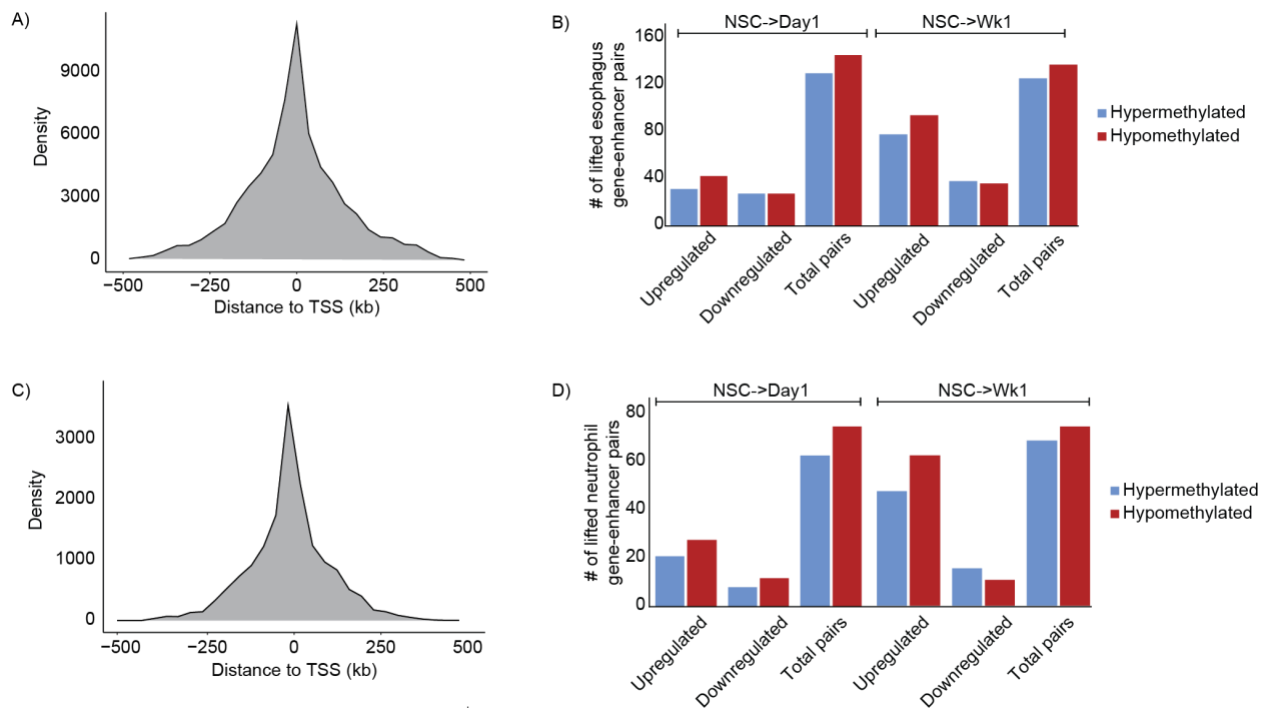 A)
Density
9000
6000
3000
0
−500
−250
0
250
500
Distance to TSS (kb)
B)
NSC->Day1
NSC->Wk1
# of lifted esophagus
gene-enhancer pairs
160
120
80
40
0
Upregulated
Downregulated
Total pairs
Upregulated
Downregulated
Total pairs
Hypermethylated
Hypomethylated
C)
Density
3000
2000
1000
0
−500
−250
0
250
500
Distance to TSS (kb)
D)
NSC->Day1
NSC->Wk1
# of lifted neutrophil
gene-enhancer pairs
80
60
40
20
0
Upregulated
Downregulated
Total pairs
Upregulated
Downregulated
Total pairs
Hypermethylated
Hypomethylated